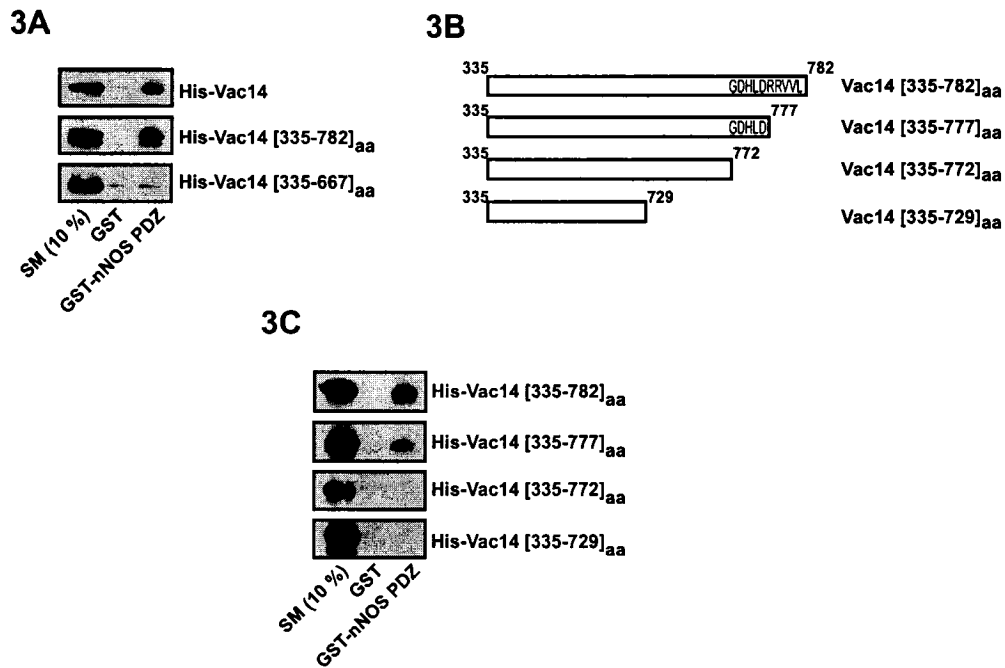 3A
His-Vac14
His-Vac14 [335-782]aa
His-Vac14 [335-667]aa
SM (10 %)
GST
GST-nNOS PDZ
3B
335
782
GDHLDRRVVL
Vac14 [335-782]aa
335
777
GDHLD
Vac14 [335-777]aa
335
772
Vac14 [335-772]aa
335
729
Vac14 [335-729]aa
3C
His-Vac14 [335-782]aa
His-Vac14 [335-777]aa
His-Vac14 [335-772]aa
His-Vac14 [335-729]aa
SM (10 %)
GST
GST-nNOS PDZ